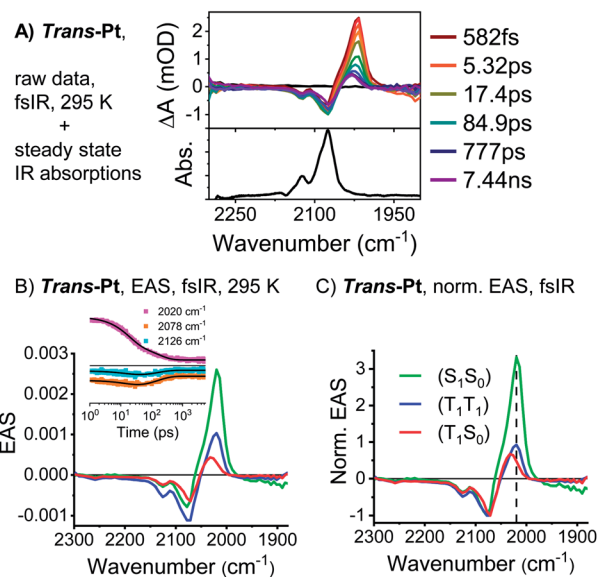 A) Trans-Pt,
raw data,
fsIR, 295 K
+
steady state
IR absorptions
ΔA (mOD)
2
1
0
-1
Abs.
2250 2100 1950
Wavenumber (cm⁻¹)
582fs
5.32ps
17.4ps
84.9ps
777ps
7.44ns
B) Trans-Pt, EAS, fsIR, 295 K
2020 cm⁻¹
2078 cm⁻¹
2126 cm⁻¹
10⁰ 10¹ 10² 10³
Time (ps)
EAS
0.003
0.002
0.001
0.000
-0.001
2300 2200 2100 2000 1900
Wavenumber (cm⁻¹)
C) Trans-Pt, norm. EAS, fsIR
(S₁S₀)
(T₁T₁)
(T₁S₀)
Norm. EAS
3
2
1
0
-1
2300 2200 2100 2000 1900
Wavenumber (cm⁻¹)